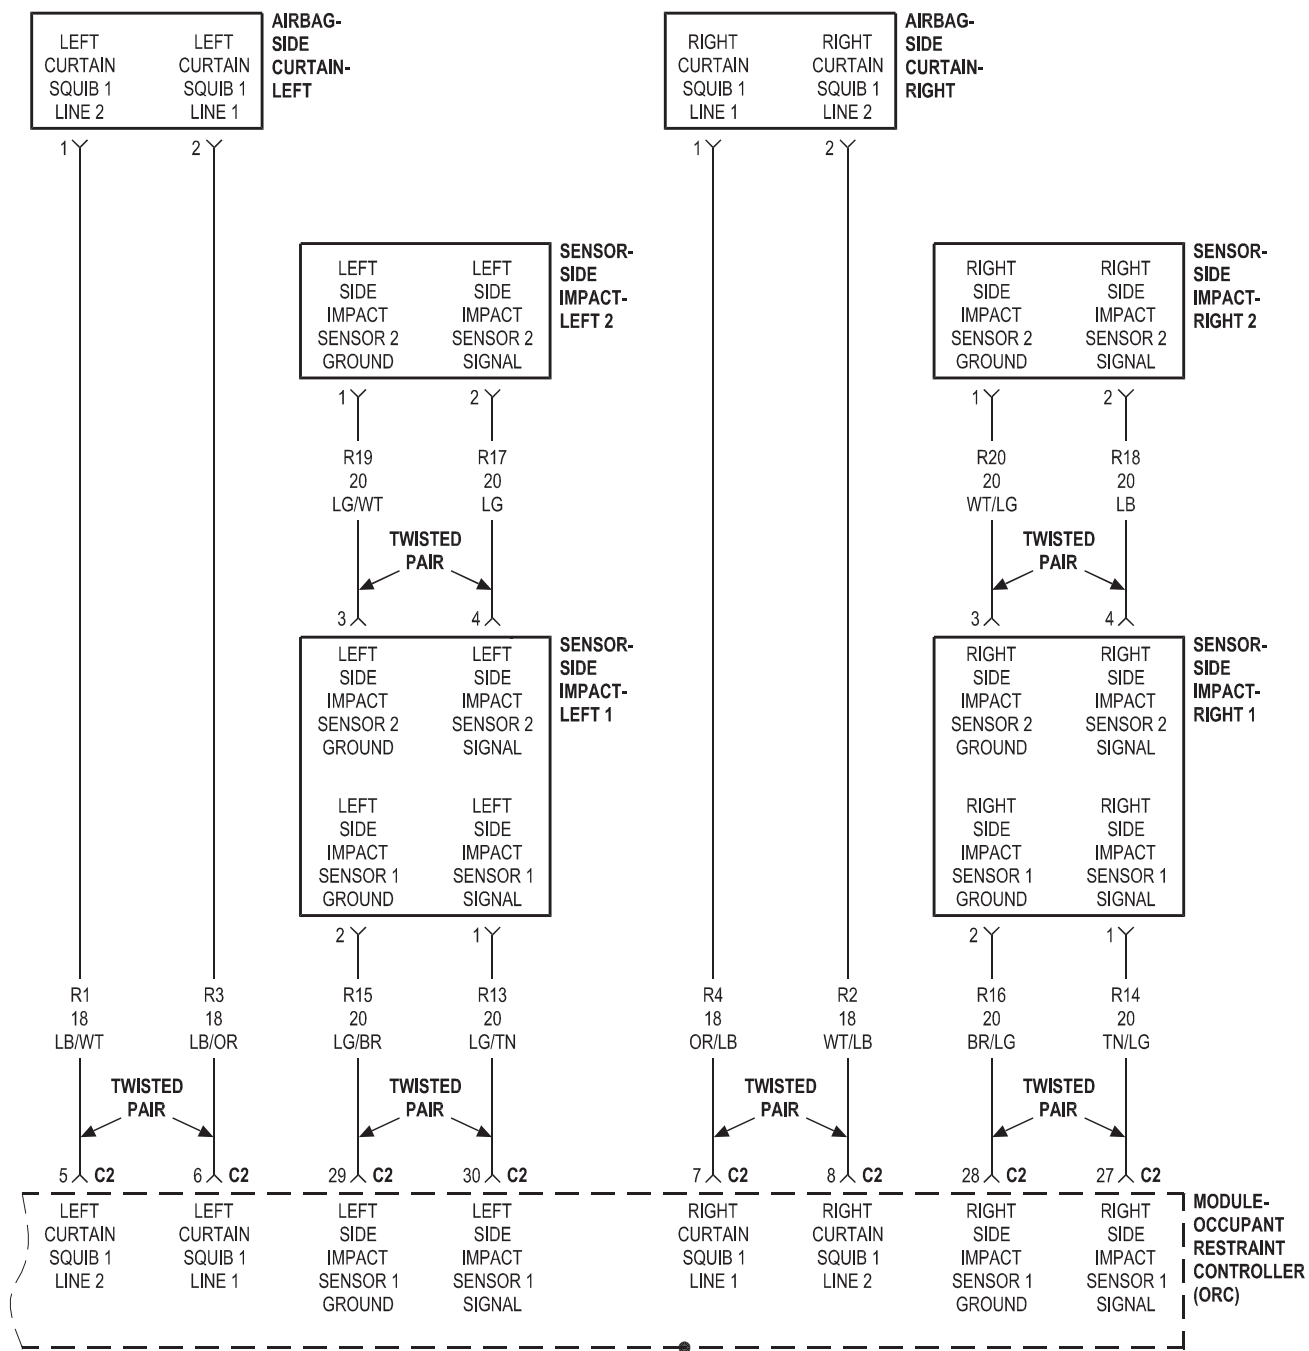 LEFT
CURTAIN
SQUIB 1
LINE 2
LEFT
CURTAIN
SQUIB 1
LINE 1
AIRBAG-
SIDE
CURTAIN-
LEFT
RIGHT
CURTAIN
SQUIB 1
LINE 1
RIGHT
CURTAIN
SQUIB 1
LINE 2
AIRBAG-
SIDE
CURTAIN-
RIGHT
1
2
1
2
LEFT
SIDE
IMPACT
SENSOR 2
GROUND
LEFT
SIDE
IMPACT
SENSOR 2
SIGNAL
SENSOR-
SIDE
IMPACT-
LEFT 2
RIGHT
SIDE
IMPACT
SENSOR 2
GROUND
RIGHT
SIDE
IMPACT
SENSOR 2
SIGNAL
SENSOR-
SIDE
IMPACT-
RIGHT 2
1
2
1
2
R19
20
LG/WT
R17
20
LG
R20
20
WT/LG
R18
20
LB
TWISTED
PAIR
TWISTED
PAIR
3
4
3
4
LEFT
SIDE
IMPACT
SENSOR 2
GROUND
LEFT
SIDE
IMPACT
SENSOR 2
SIGNAL
SENSOR-
SIDE
IMPACT-
LEFT 1
LEFT
SIDE
IMPACT
SENSOR 1
GROUND
LEFT
SIDE
IMPACT
SENSOR 1
SIGNAL
RIGHT
SIDE
IMPACT
SENSOR 2
GROUND
RIGHT
SIDE
IMPACT
SENSOR 2
SIGNAL
SENSOR-
SIDE
IMPACT-
RIGHT 1
RIGHT
SIDE
IMPACT
SENSOR 1
GROUND
RIGHT
SIDE
IMPACT
SENSOR 1
SIGNAL
2
1
2
1
R1
18
LB/WT
R3
18
LB/OR
R15
20
LG/BR
R13
20
LG/TN
R4
18
OR/LB
R2
18
WT/LB
R16
20
BR/LG
R14
20
TN/LG
TWISTED
PAIR
TWISTED
PAIR
TWISTED
PAIR
TWISTED
PAIR
5 C2
6 C2
29 C2
30 C2
7 C2
8 C2
28 C2
27 C2
LEFT
CURTAIN
SQUIB 1
LINE 2
LEFT
CURTAIN
SQUIB 1
LINE 1
LEFT
SIDE
IMPACT
SENSOR 1
GROUND
LEFT
SIDE
IMPACT
SENSOR 1
SIGNAL
RIGHT
CURTAIN
SQUIB 1
LINE 1
RIGHT
CURTAIN
SQUIB 1
LINE 2
RIGHT
SIDE
IMPACT
SENSOR 1
GROUND
RIGHT
SIDE
IMPACT
SENSOR 1
SIGNAL
MODULE-
OCCUPANT
RESTRAINT
CONTROLLER
(ORC)